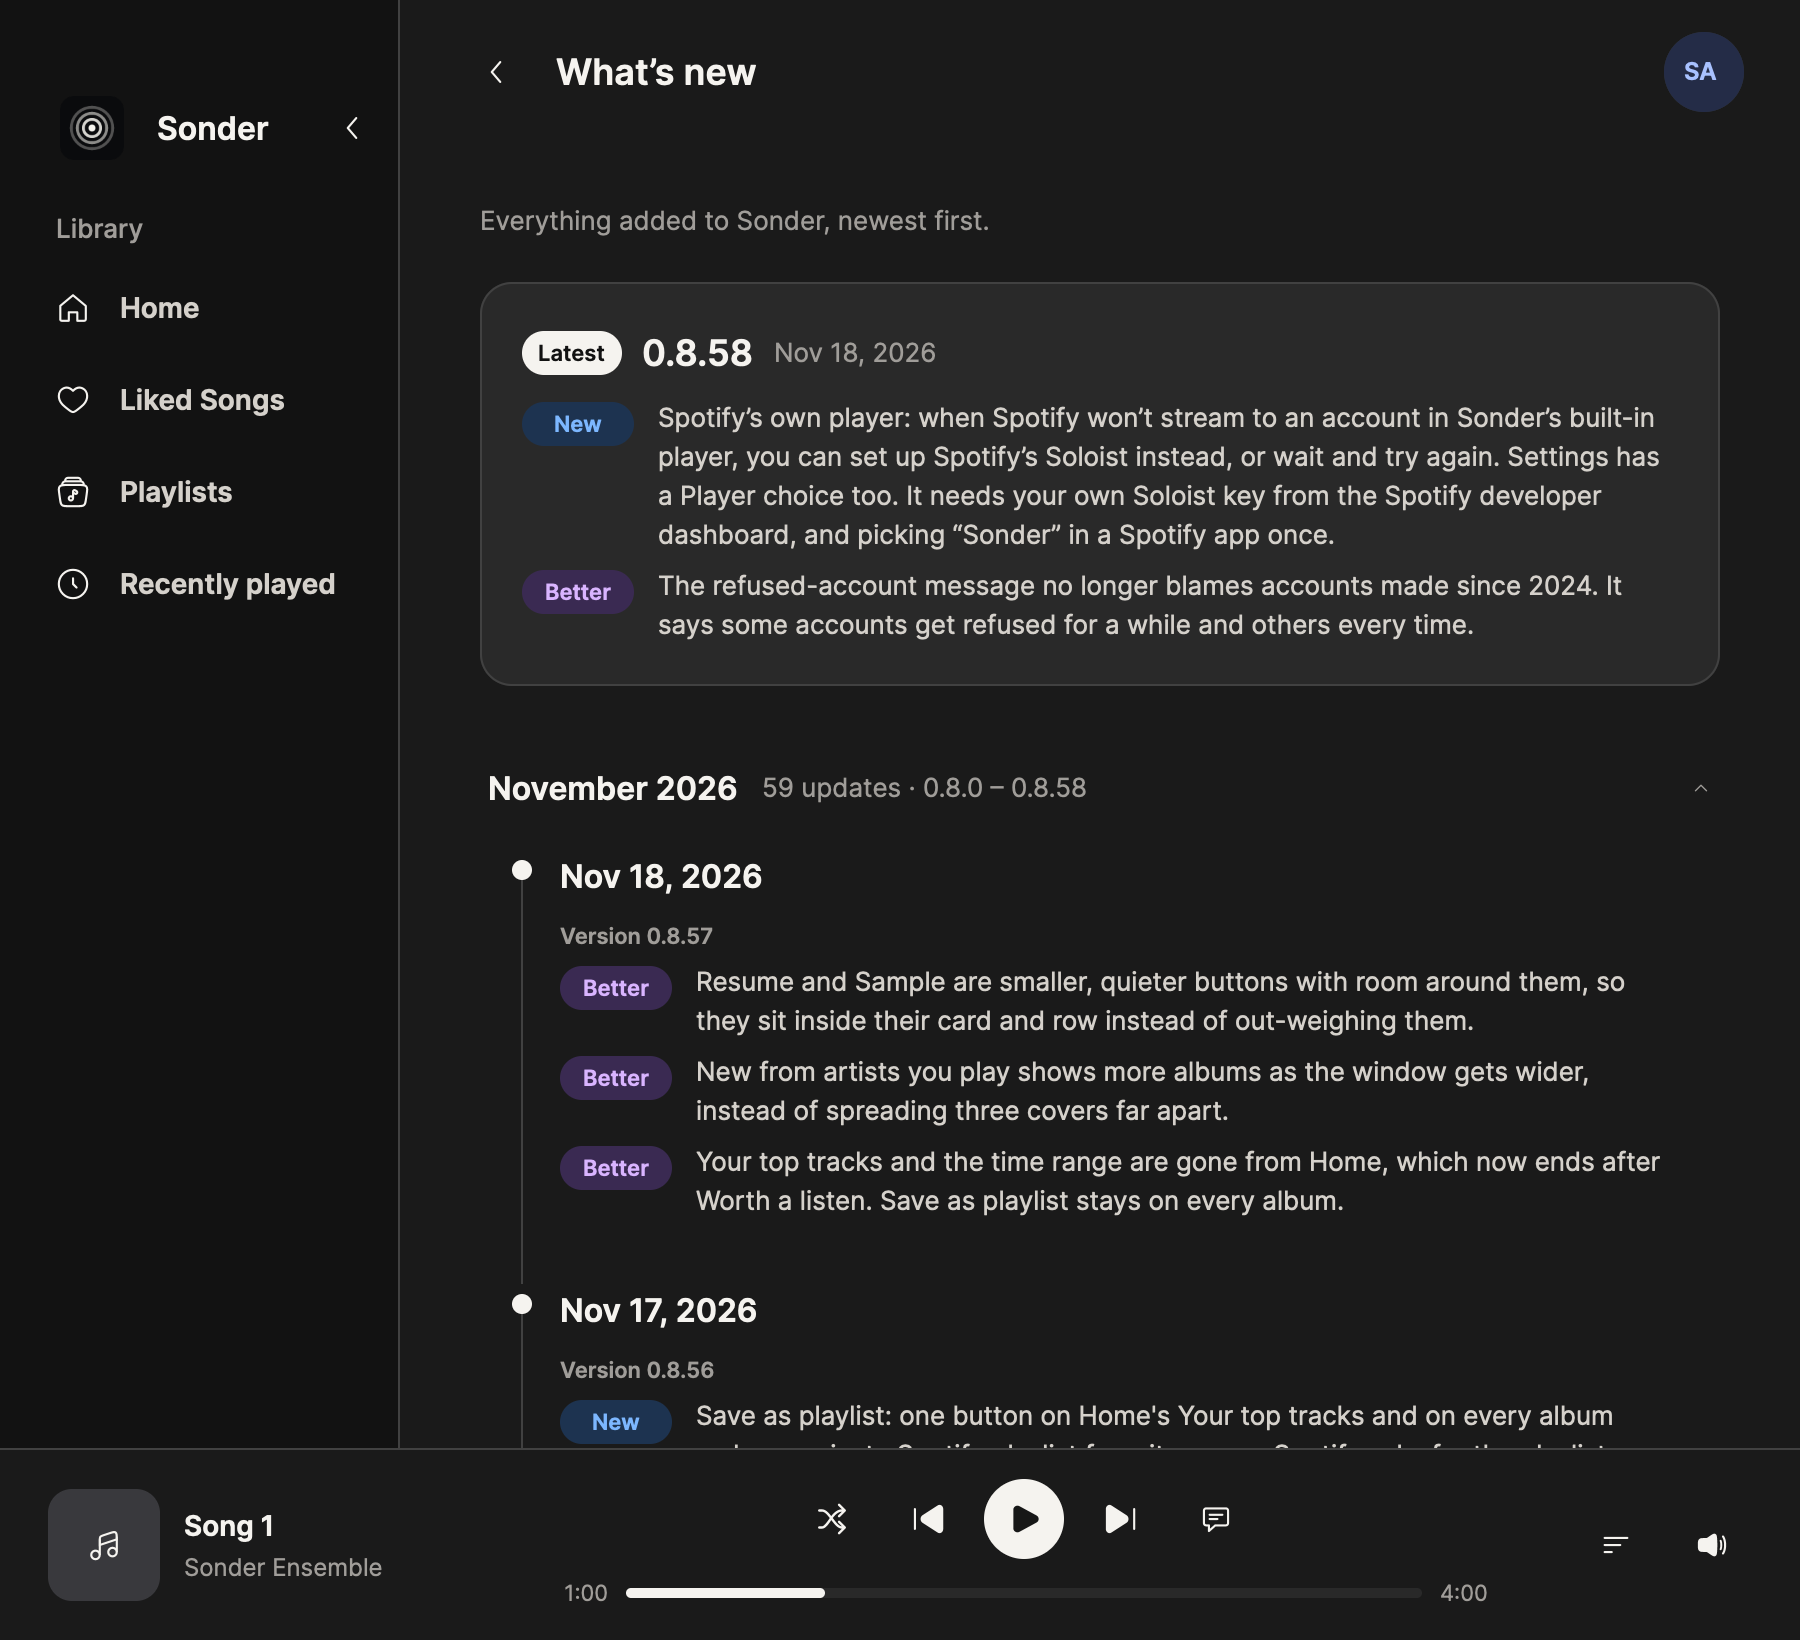 Sonder
Library
Home
Liked Songs
Playlists
Recently played
What’s new
SA
Everything added to Sonder, newest first.
Latest 0.8.58 Nov 18, 2026
New
Spotify’s own player: when Spotify won’t stream to an account in Sonder’s built-in
player, you can set up Spotify’s Soloist instead, or wait and try again. Settings has
a Player choice too. It needs your own Soloist key from the Spotify developer
dashboard, and picking “Sonder” in a Spotify app once.
Better
The refused-account message no longer blames accounts made since 2024. It
says some accounts get refused for a while and others every time.
November 2026 59 updates · 0.8.0 – 0.8.58
Nov 18, 2026
Version 0.8.57
Better
Resume and Sample are smaller, quieter buttons with room around them, so
they sit inside their card and row instead of out-weighing them.
Better
New from artists you play shows more albums as the window gets wider,
instead of spreading three covers far apart.
Better
Your top tracks and the time range are gone from Home, which now ends after
Worth a listen. Save as playlist stays on every album.
Nov 17, 2026
Version 0.8.56
New
Save as playlist: one button on Home's Your top tracks and on every album
Song 1
Sonder Ensemble
1:00
4:00